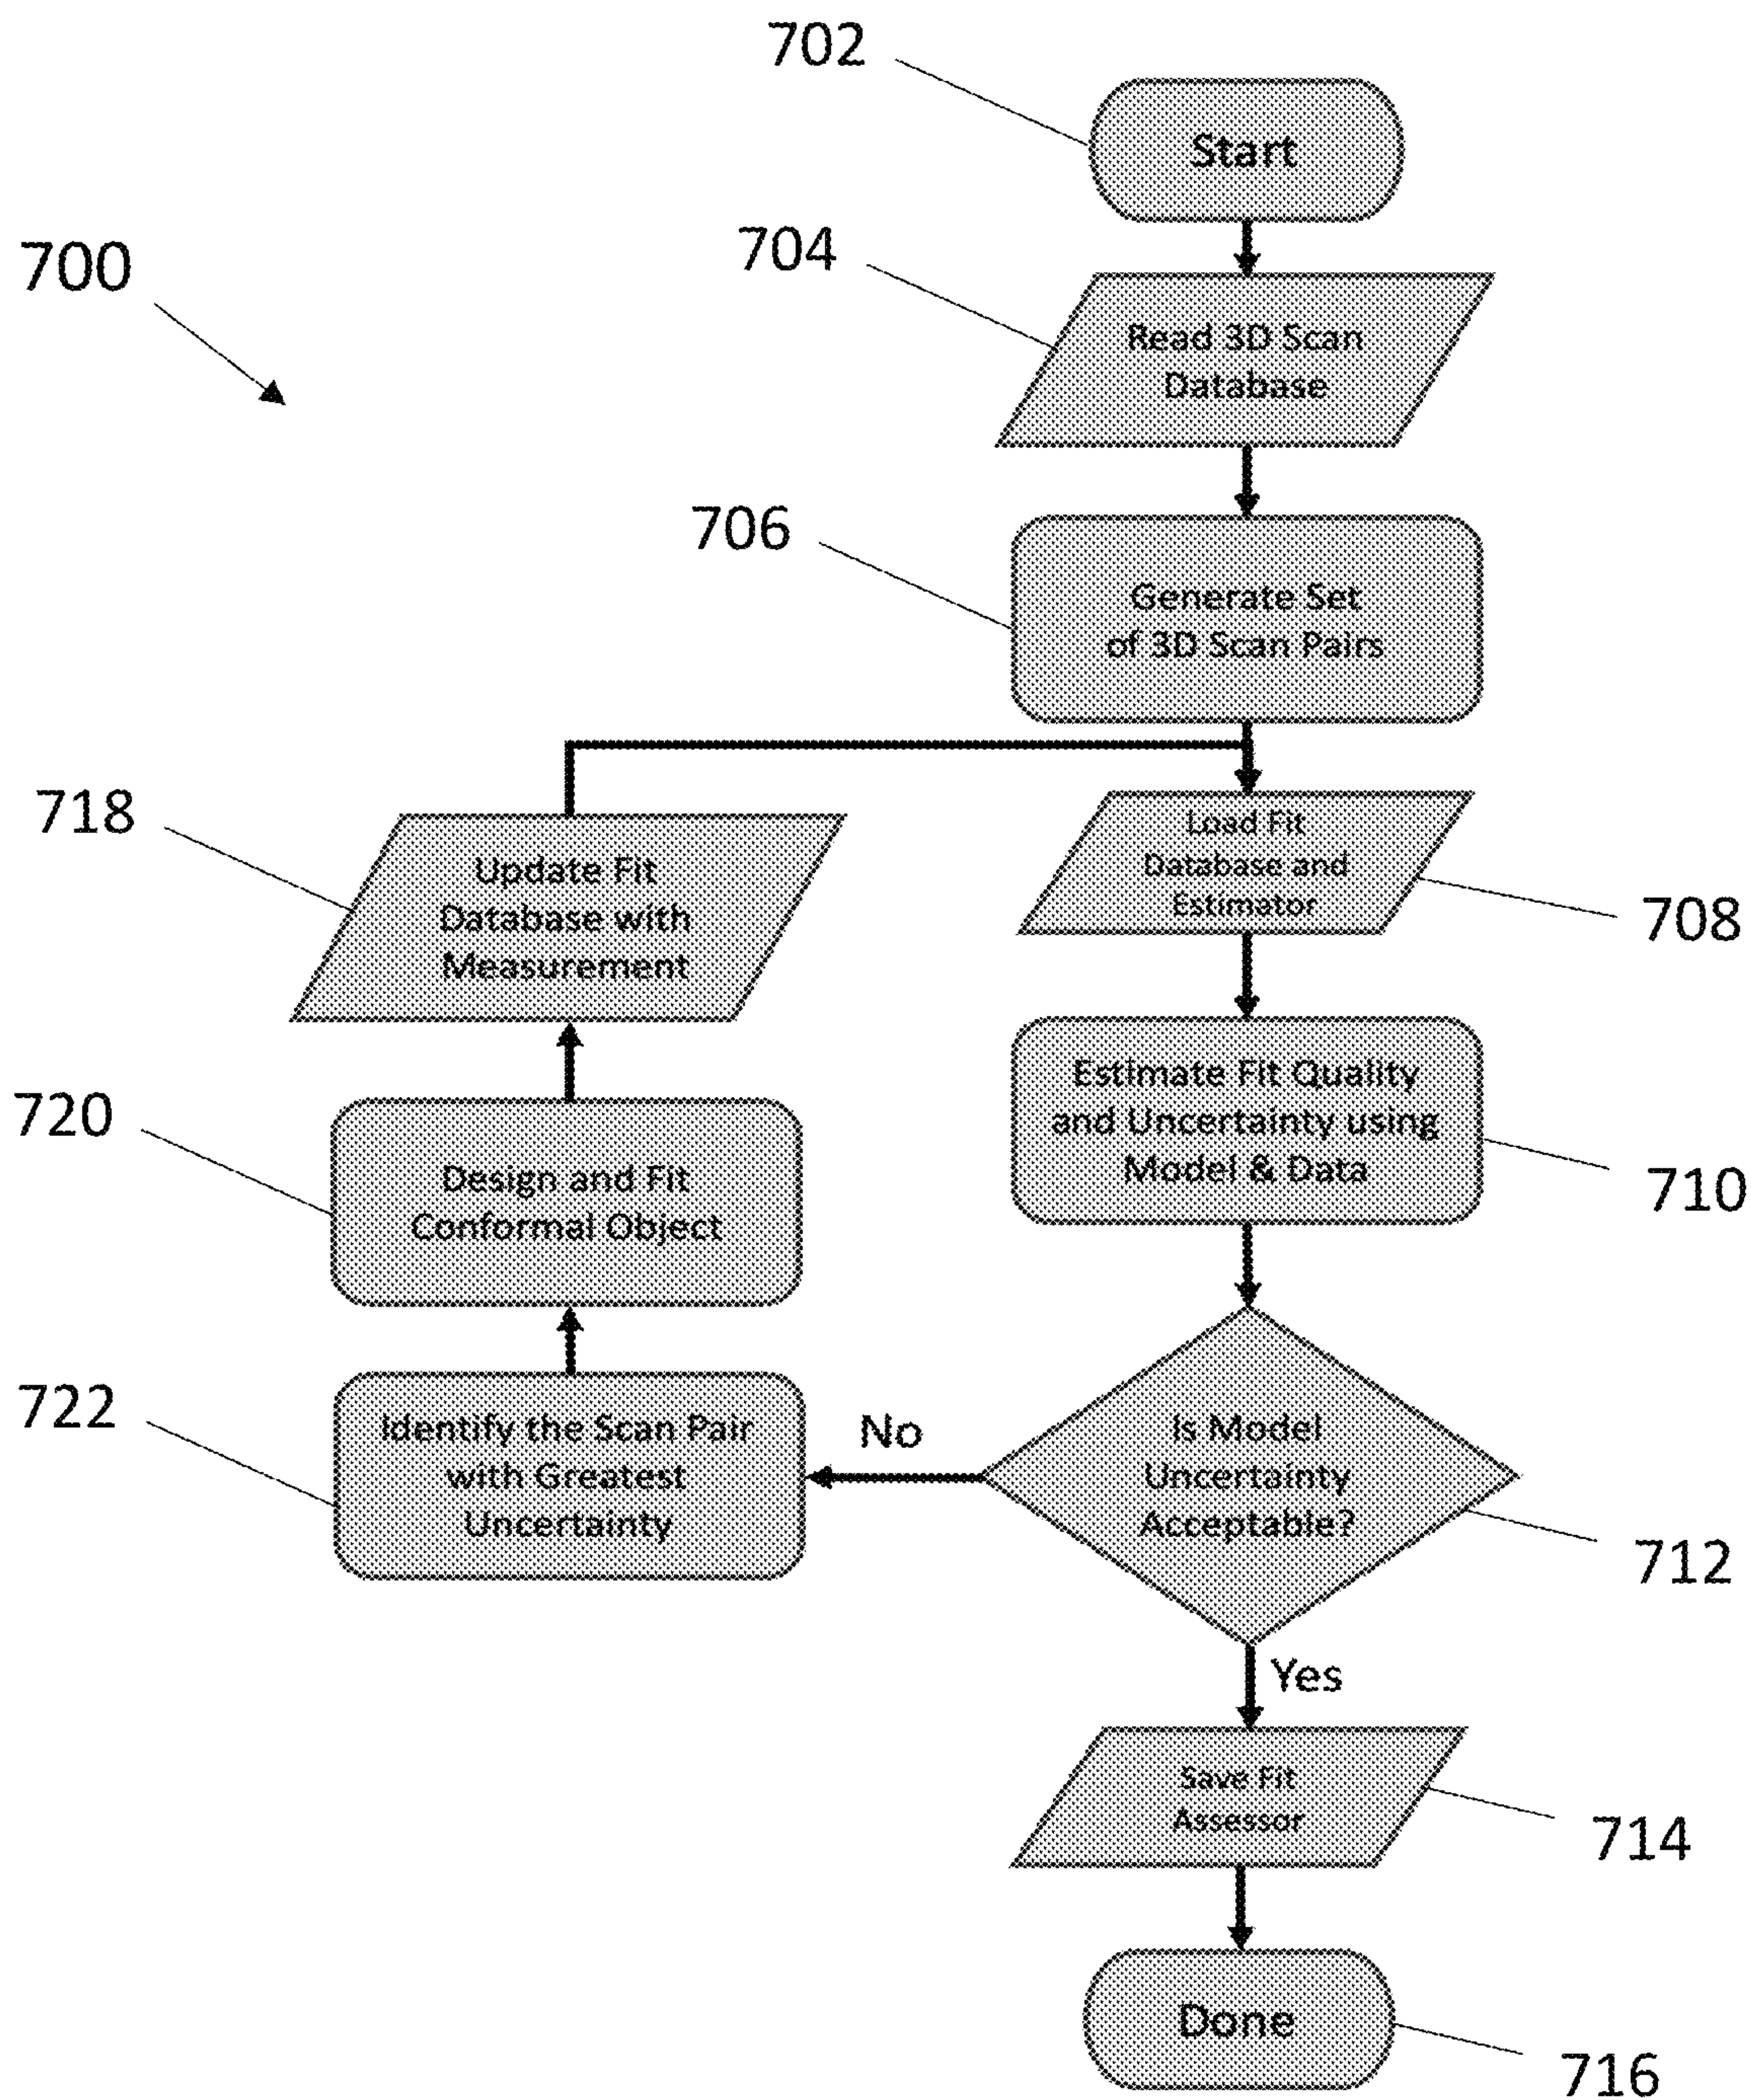 702
Start
700
704
Read 3D Scan
Database
706
Generate Set
of 3D Scan Pairs
718
Update Fit
Database with
Measurement
Load Fit
Database and
Estimator
708
720
Design and Fit
Conformal Object
Estimate Fit Quality
and Uncertainty using
Model & Data
710
722
Identify the Scan Pair
with Greatest
Uncertainty
No
Is Model
Uncertainty
Acceptable?
712
Yes
Save Fit
Assessor
714
Done
716